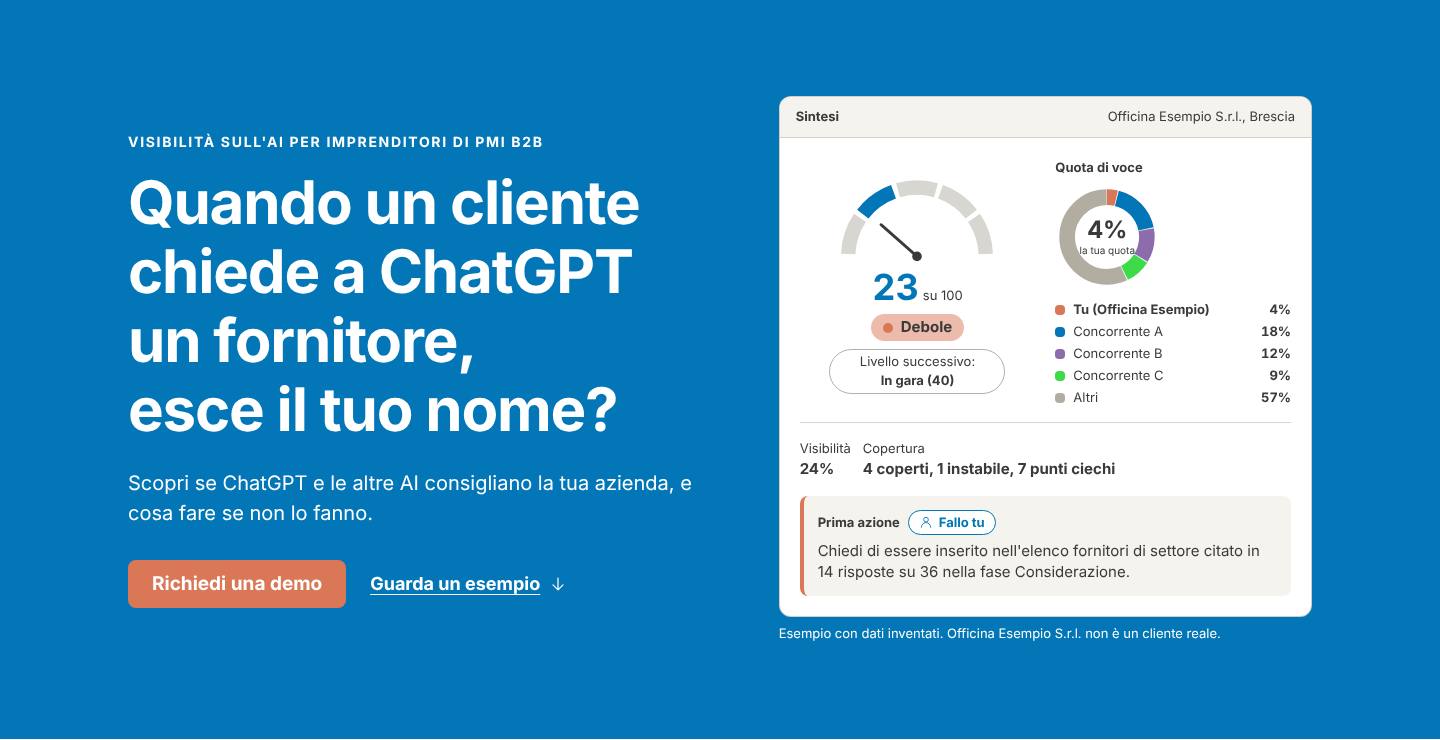 VISIBILITÀ SULL'AI PER IMPRENDITORI DI PMI B2B
Quando un cliente
chiede a ChatGPT
un fornitore,
esce il tuo nome?
Scopri se ChatGPT e le altre AI consigliano la tua azienda, e
cosa fare se non lo fanno.
Richiedi una demo
Guarda un esempio ↓
Sintesi
Officina Esempio S.r.l., Brescia
23 su 100
Debole
Livello successivo:
In gara (40)
Quota di voce
4%
la tua quota
Tu (Officina Esempio) 4%
Concorrente A 18%
Concorrente B 12%
Concorrente C 9%
Altri 57%
Visibilità Copertura
24% 4 coperti, 1 instabile, 7 punti ciechi
Prima azione Fallo tu
Chiedi di essere inserito nell'elenco fornitori di settore citato in
14 risposte su 36 nella fase Considerazione.
Esempio con dati inventati. Officina Esempio S.r.l. non è un cliente reale.